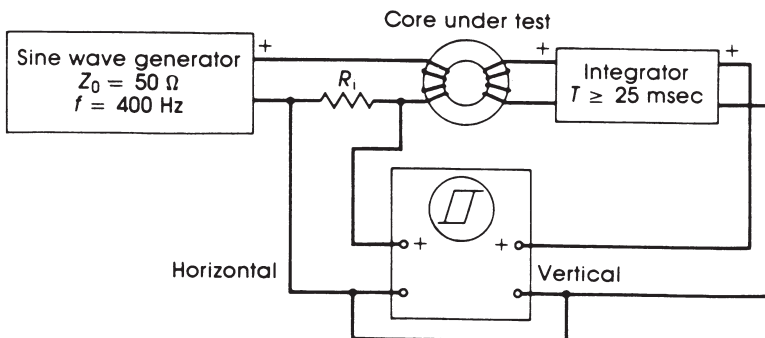 Core under test
Sine wave generator
Z₀ = 50 Ω
f = 400 Hz
+
R₁
+
Integrator
T ≥ 25 msec
+
+
+
Horizontal
Vertical